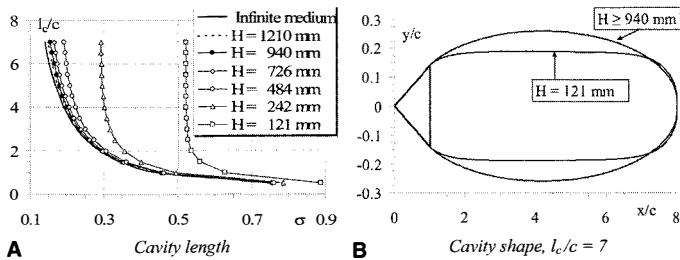 l_c/c
8
6
4
2
0
0.1
0.3
0.5
0.7
σ
0.9
Infinite medium
H = 1210 mm
H = 940 mm
H = 726 mm
H = 484 mm
H = 242 mm
H = 121 mm
A
Cavity length
0.3
0.2
0.1
0
-0.1
-0.2
-0.3
y/c
H ≥ 940 mm
H = 121 mm
x/c
0
2
4
6
8
B
Cavity shape, l_c/c = 7